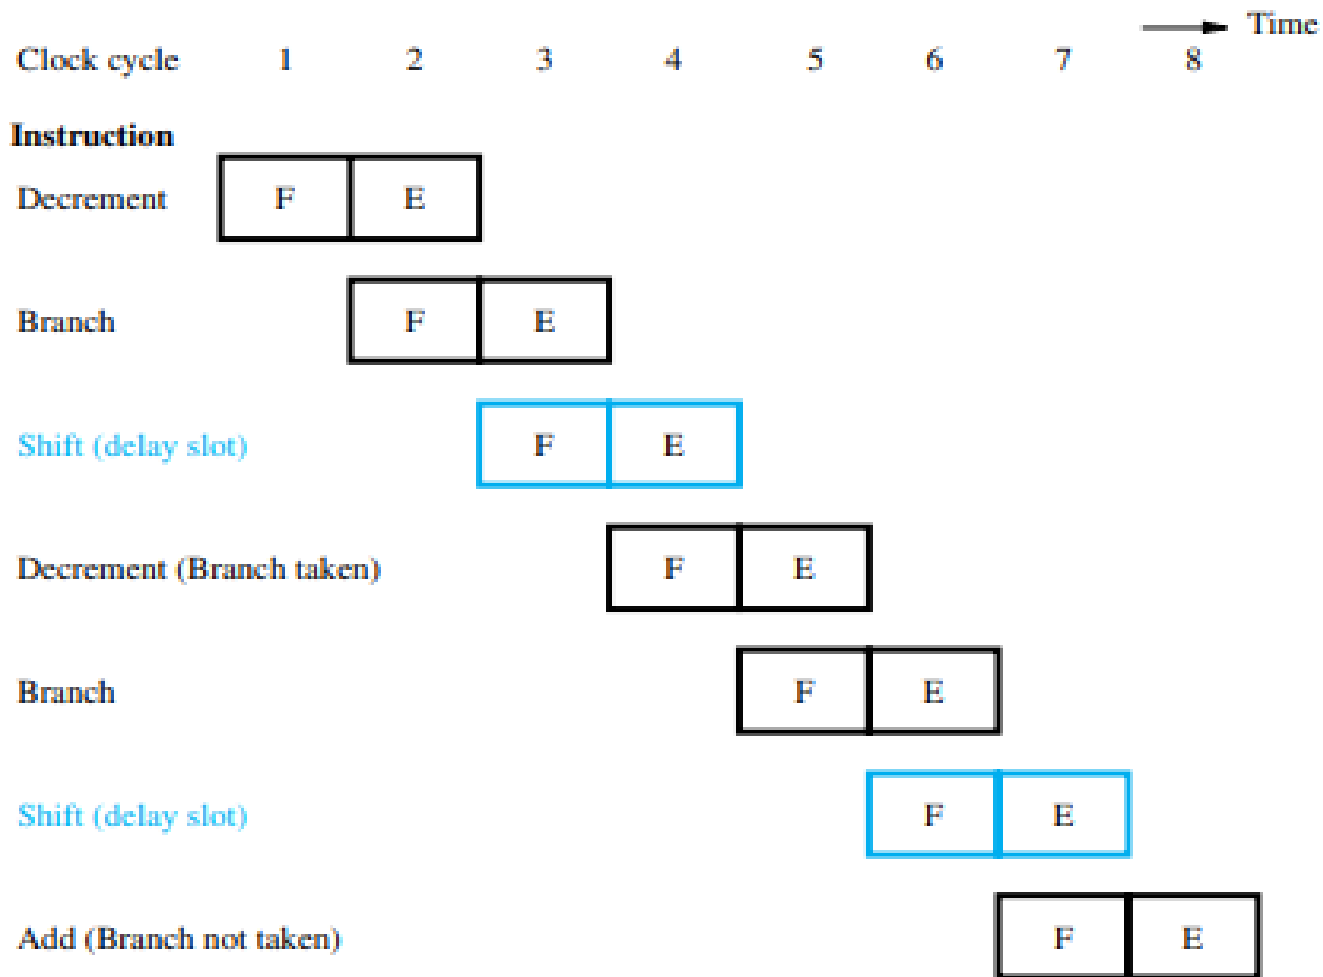 Time
Clock cycle 1 2 3 4 5 6 7 8
Instruction
Decrement F E
Branch F E
Shift (delay slot) F E
Decrement (Branch taken) F E
Branch F E
Shift (delay slot) F E
Add (Branch not taken) F E